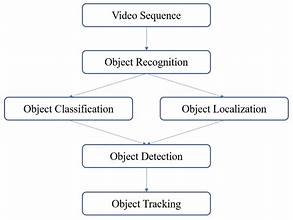 Video Sequence
Object Recognition
Object Classification
Object Localization
Object Detection
Object Tracking